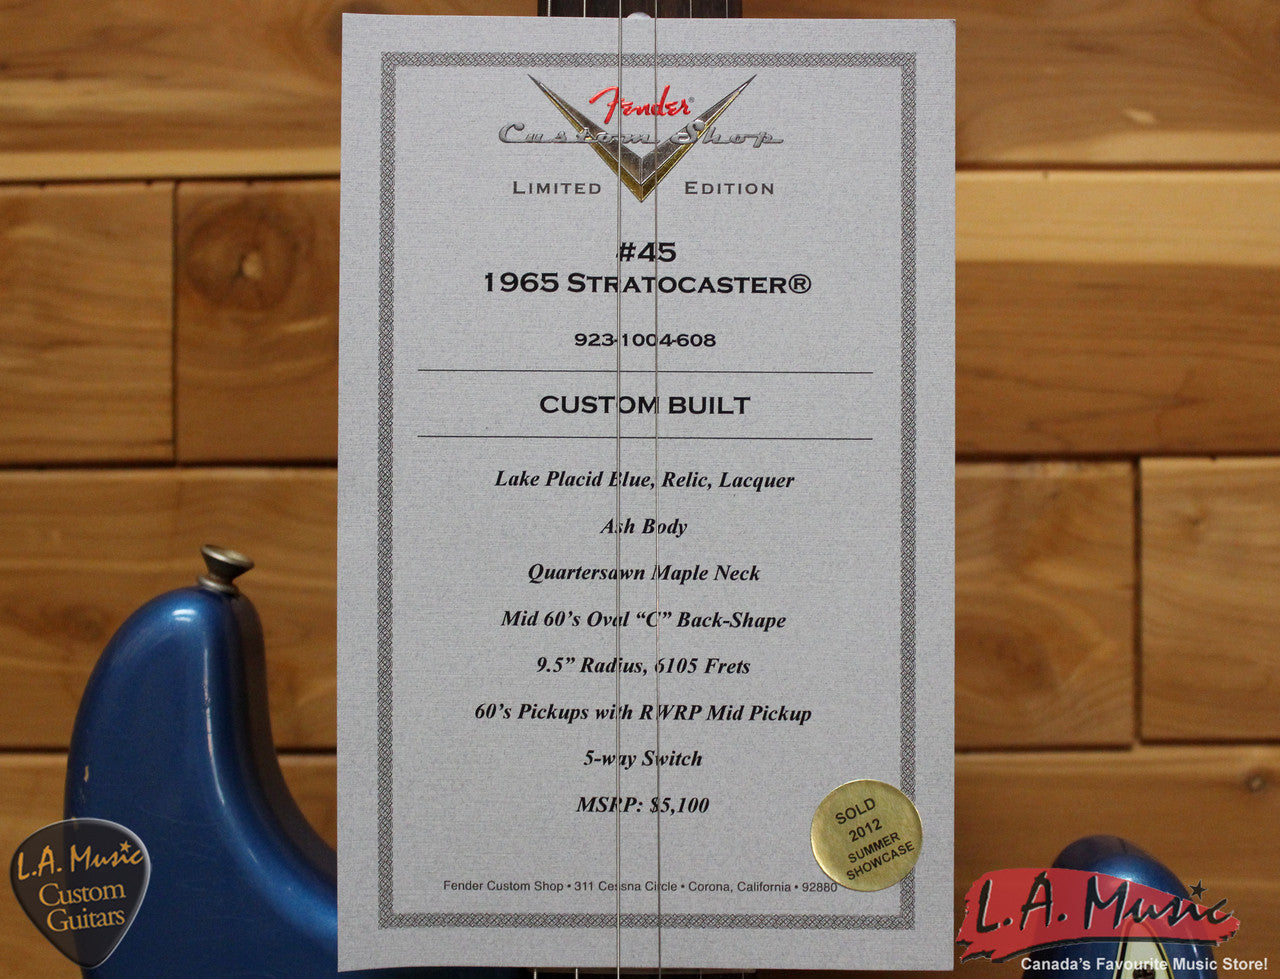 Fender®
Custom Shop
LIMITED EDITION
#45
1965 STRATOCASTER®
923-1004-608
CUSTOM BUILT
Lake Placid Blue, Relic, Lacquer
Ash Body
Quartersawn Maple Neck
Mid 60's Oval “C” Back-Shape
9.5” Radius, 6105 Frets
60's Pickups with RWRP Mid Pickup
5-way Switch
MSRP: $5,100
SOLD
2012
SUMMER
SHOWCASE
Fender Custom Shop • 311 Cessna Circle • Corona, California • 92880
L.A. Music
Custom
Guitars
L.A. Music
Canada's Favourite Music Store!